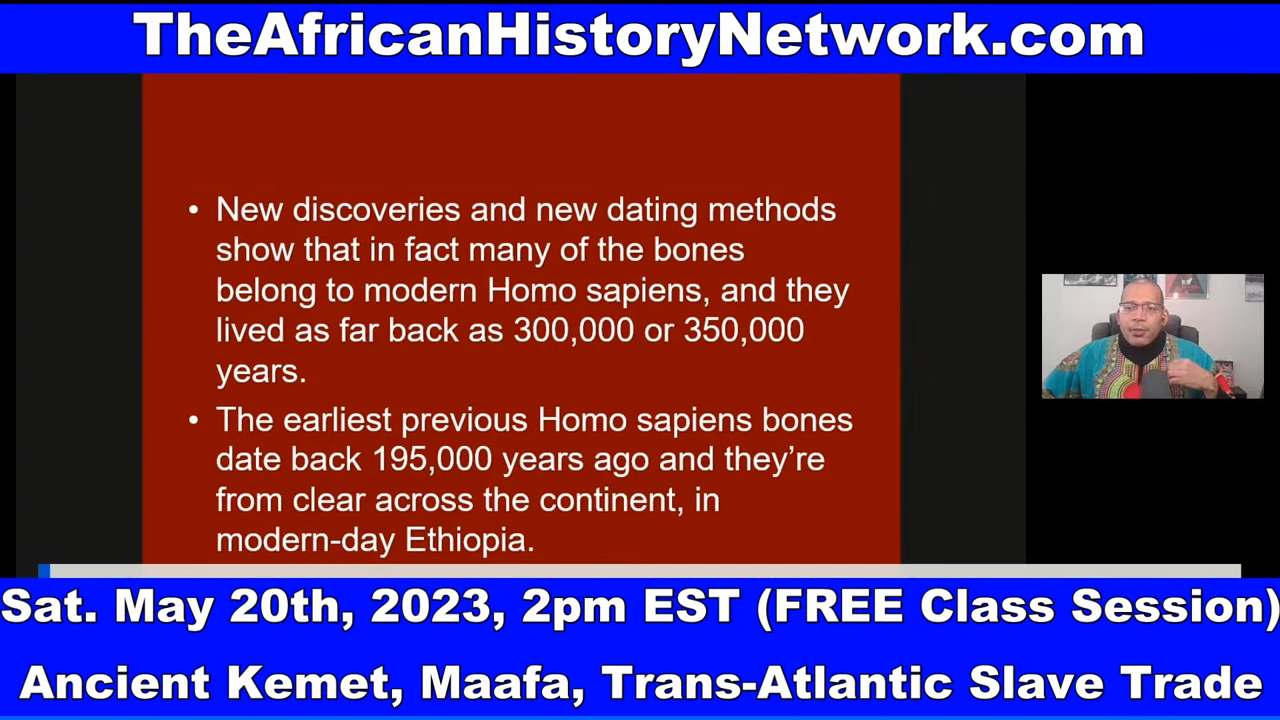 TheAfricanHistoryNetwork.com
• New discoveries and new dating methods
show that in fact many of the bones
belong to modern Homo sapiens, and they
lived as far back as 300,000 or 350,000
years.
• The earliest previous Homo sapiens bones
date back 195,000 years ago and they’re
from clear across the continent, in
modern-day Ethiopia.
Sat. May 20th, 2023, 2pm EST (FREE Class Session)
Ancient Kemet, Maafa, Trans-Atlantic Slave Trade